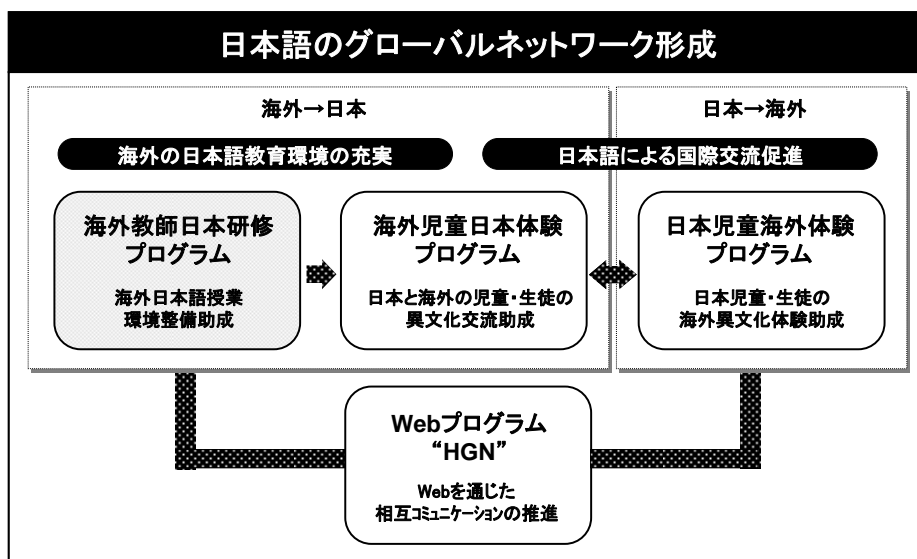 日本語のグローバルネットワーク形成
海外→日本
日本→海外
海外の日本語教育環境の充実
日本語による国際交流促進
海外教師日本研修
プログラム
海外日本語授業
環境整備助成
海外児童日本体験
プログラム
日本と海外の児童・生徒の
異文化交流助成
日本児童海外体験
プログラム
日本児童・生徒の
海外異文化体験助成
Webプログラム
“HGN”
Webを通じた
相互コミュニケーションの推進